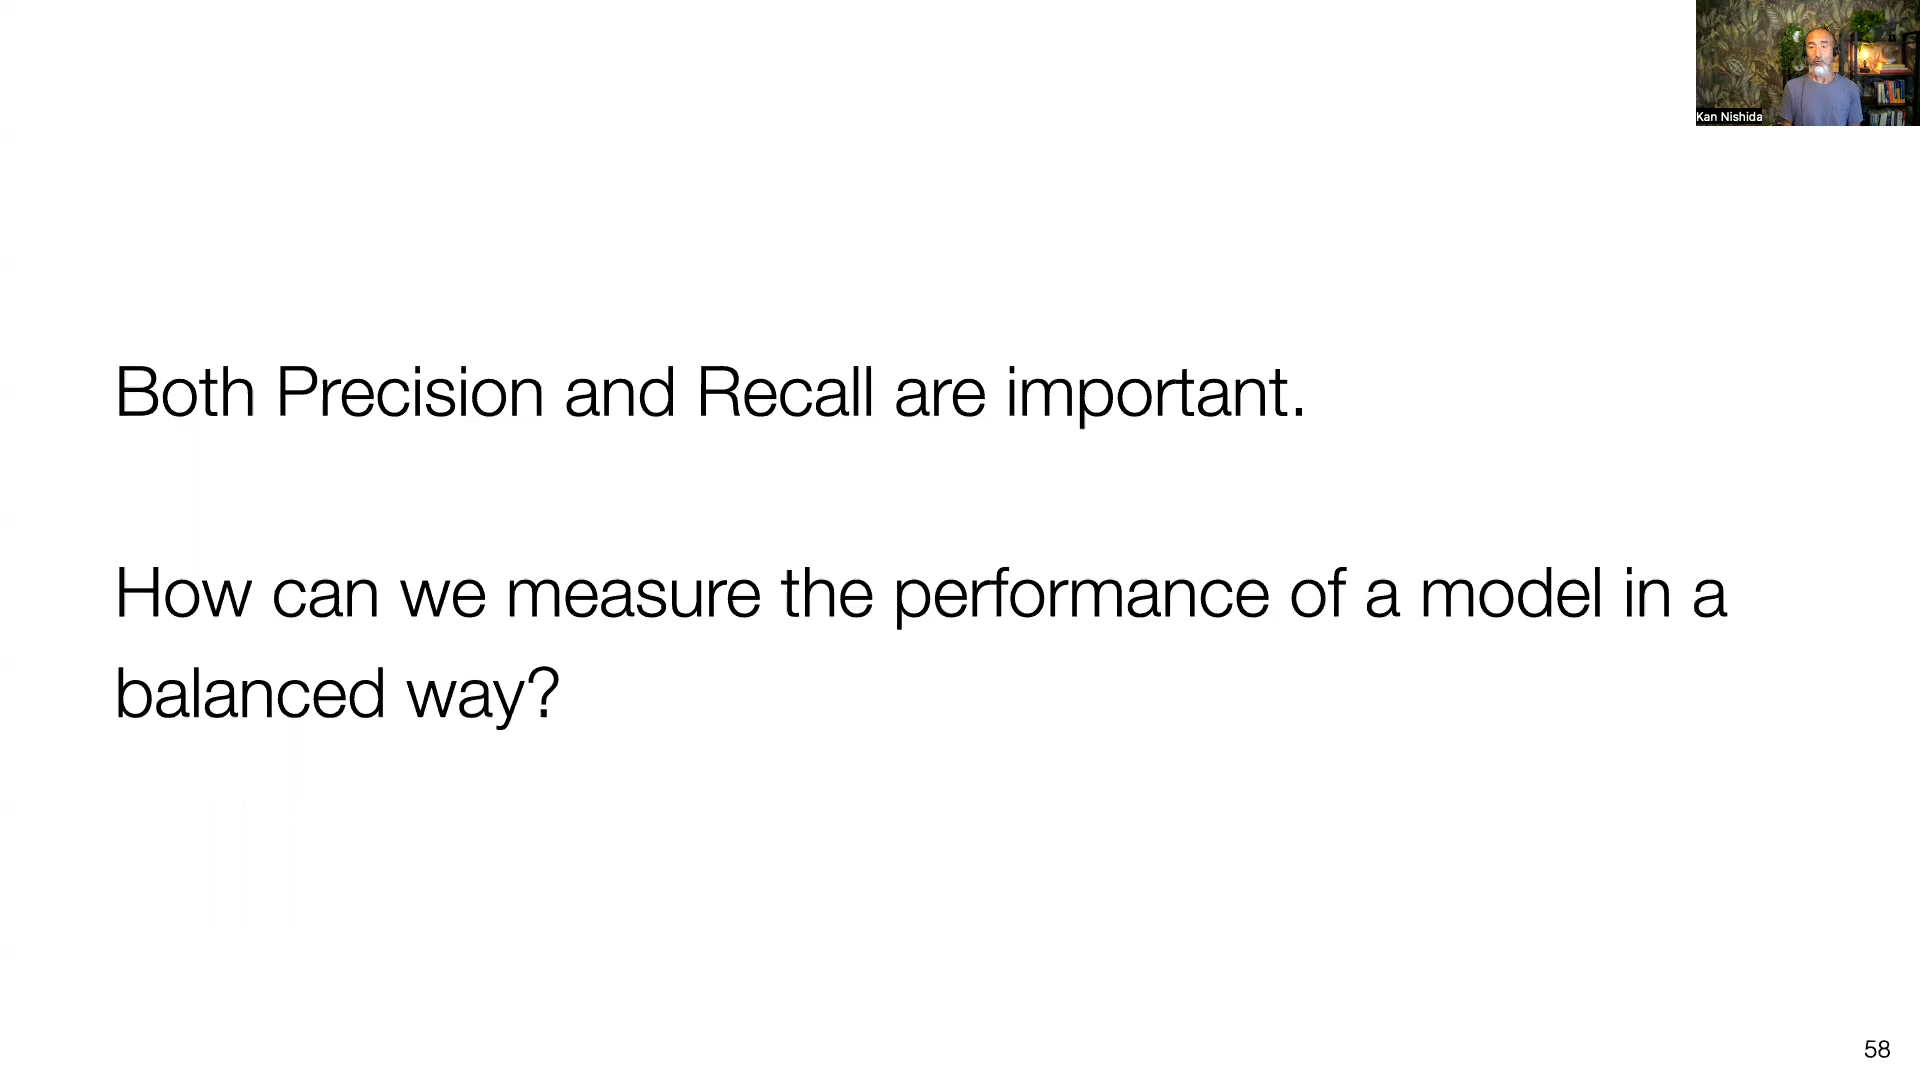 Kan Nishida
Both Precision and Recall are important.
How can we measure the performance of a model in a
balanced way?
58